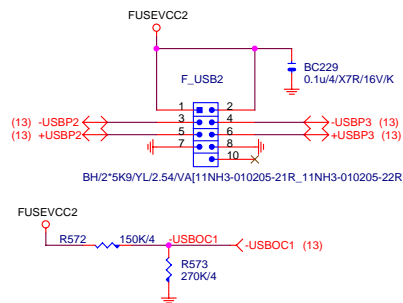 FUSEVCC2
BC229
0.1u/4/X7R/16V/K
F_USB2
1 2
(13) -USBP2 3 4 -USBP3 (13)
(13) +USBP2 5 6 +USBP3 (13)
7 8
10
BH/2*5K9/YL/2.54/VA[11NH3-010205-21R_11NH3-010205-22R
FUSEVCC2
R572 150K/4 -USBOC1 -USBOC1 (13)
R573
270K/4